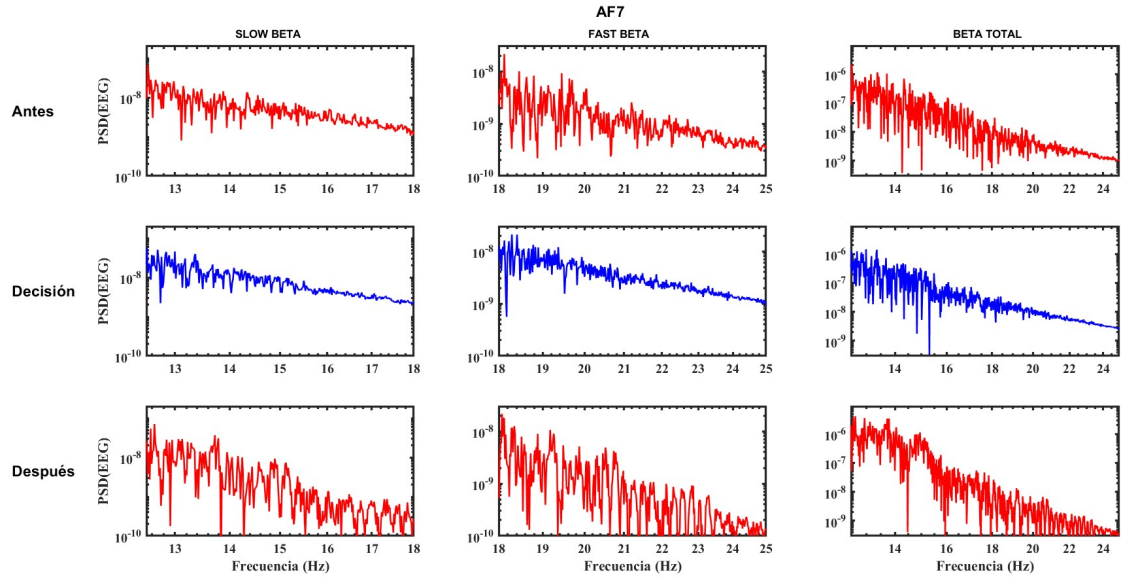 AF7
SLOW BETA FAST BETA BETA TOTAL
Antes
PSD(EEG)
10^-8
10^-10
13 14 15 16 17 18
10^-8
10^-9
10^-10
18 19 20 21 22 23 24 25
10^-6
10^-7
10^-8
10^-9
14 16 18 20 22 24
Decisión
PSD(EEG)
10^-8
10^-10
13 14 15 16 17 18
10^-8
10^-9
10^-10
18 19 20 21 22 23 24 25
10^-6
10^-7
10^-8
10^-9
14 16 18 20 22 24
Después
PSD(EEG)
10^-8
10^-10
13 14 15 16 17 18
Frecuencia (Hz)
10^-8
10^-9
10^-10
18 19 20 21 22 23 24 25
Frecuencia (Hz)
10^-6
10^-7
10^-8
10^-9
14 16 18 20 22 24
Frecuencia (Hz)